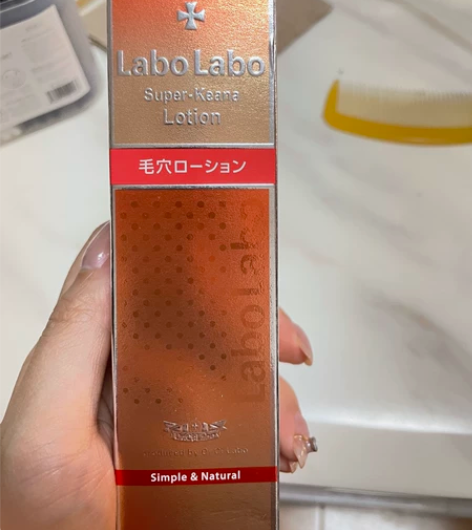 Labo Labo
Super-Keana
Lotion
毛穴ローション
Labo Labo
Simple & Natural